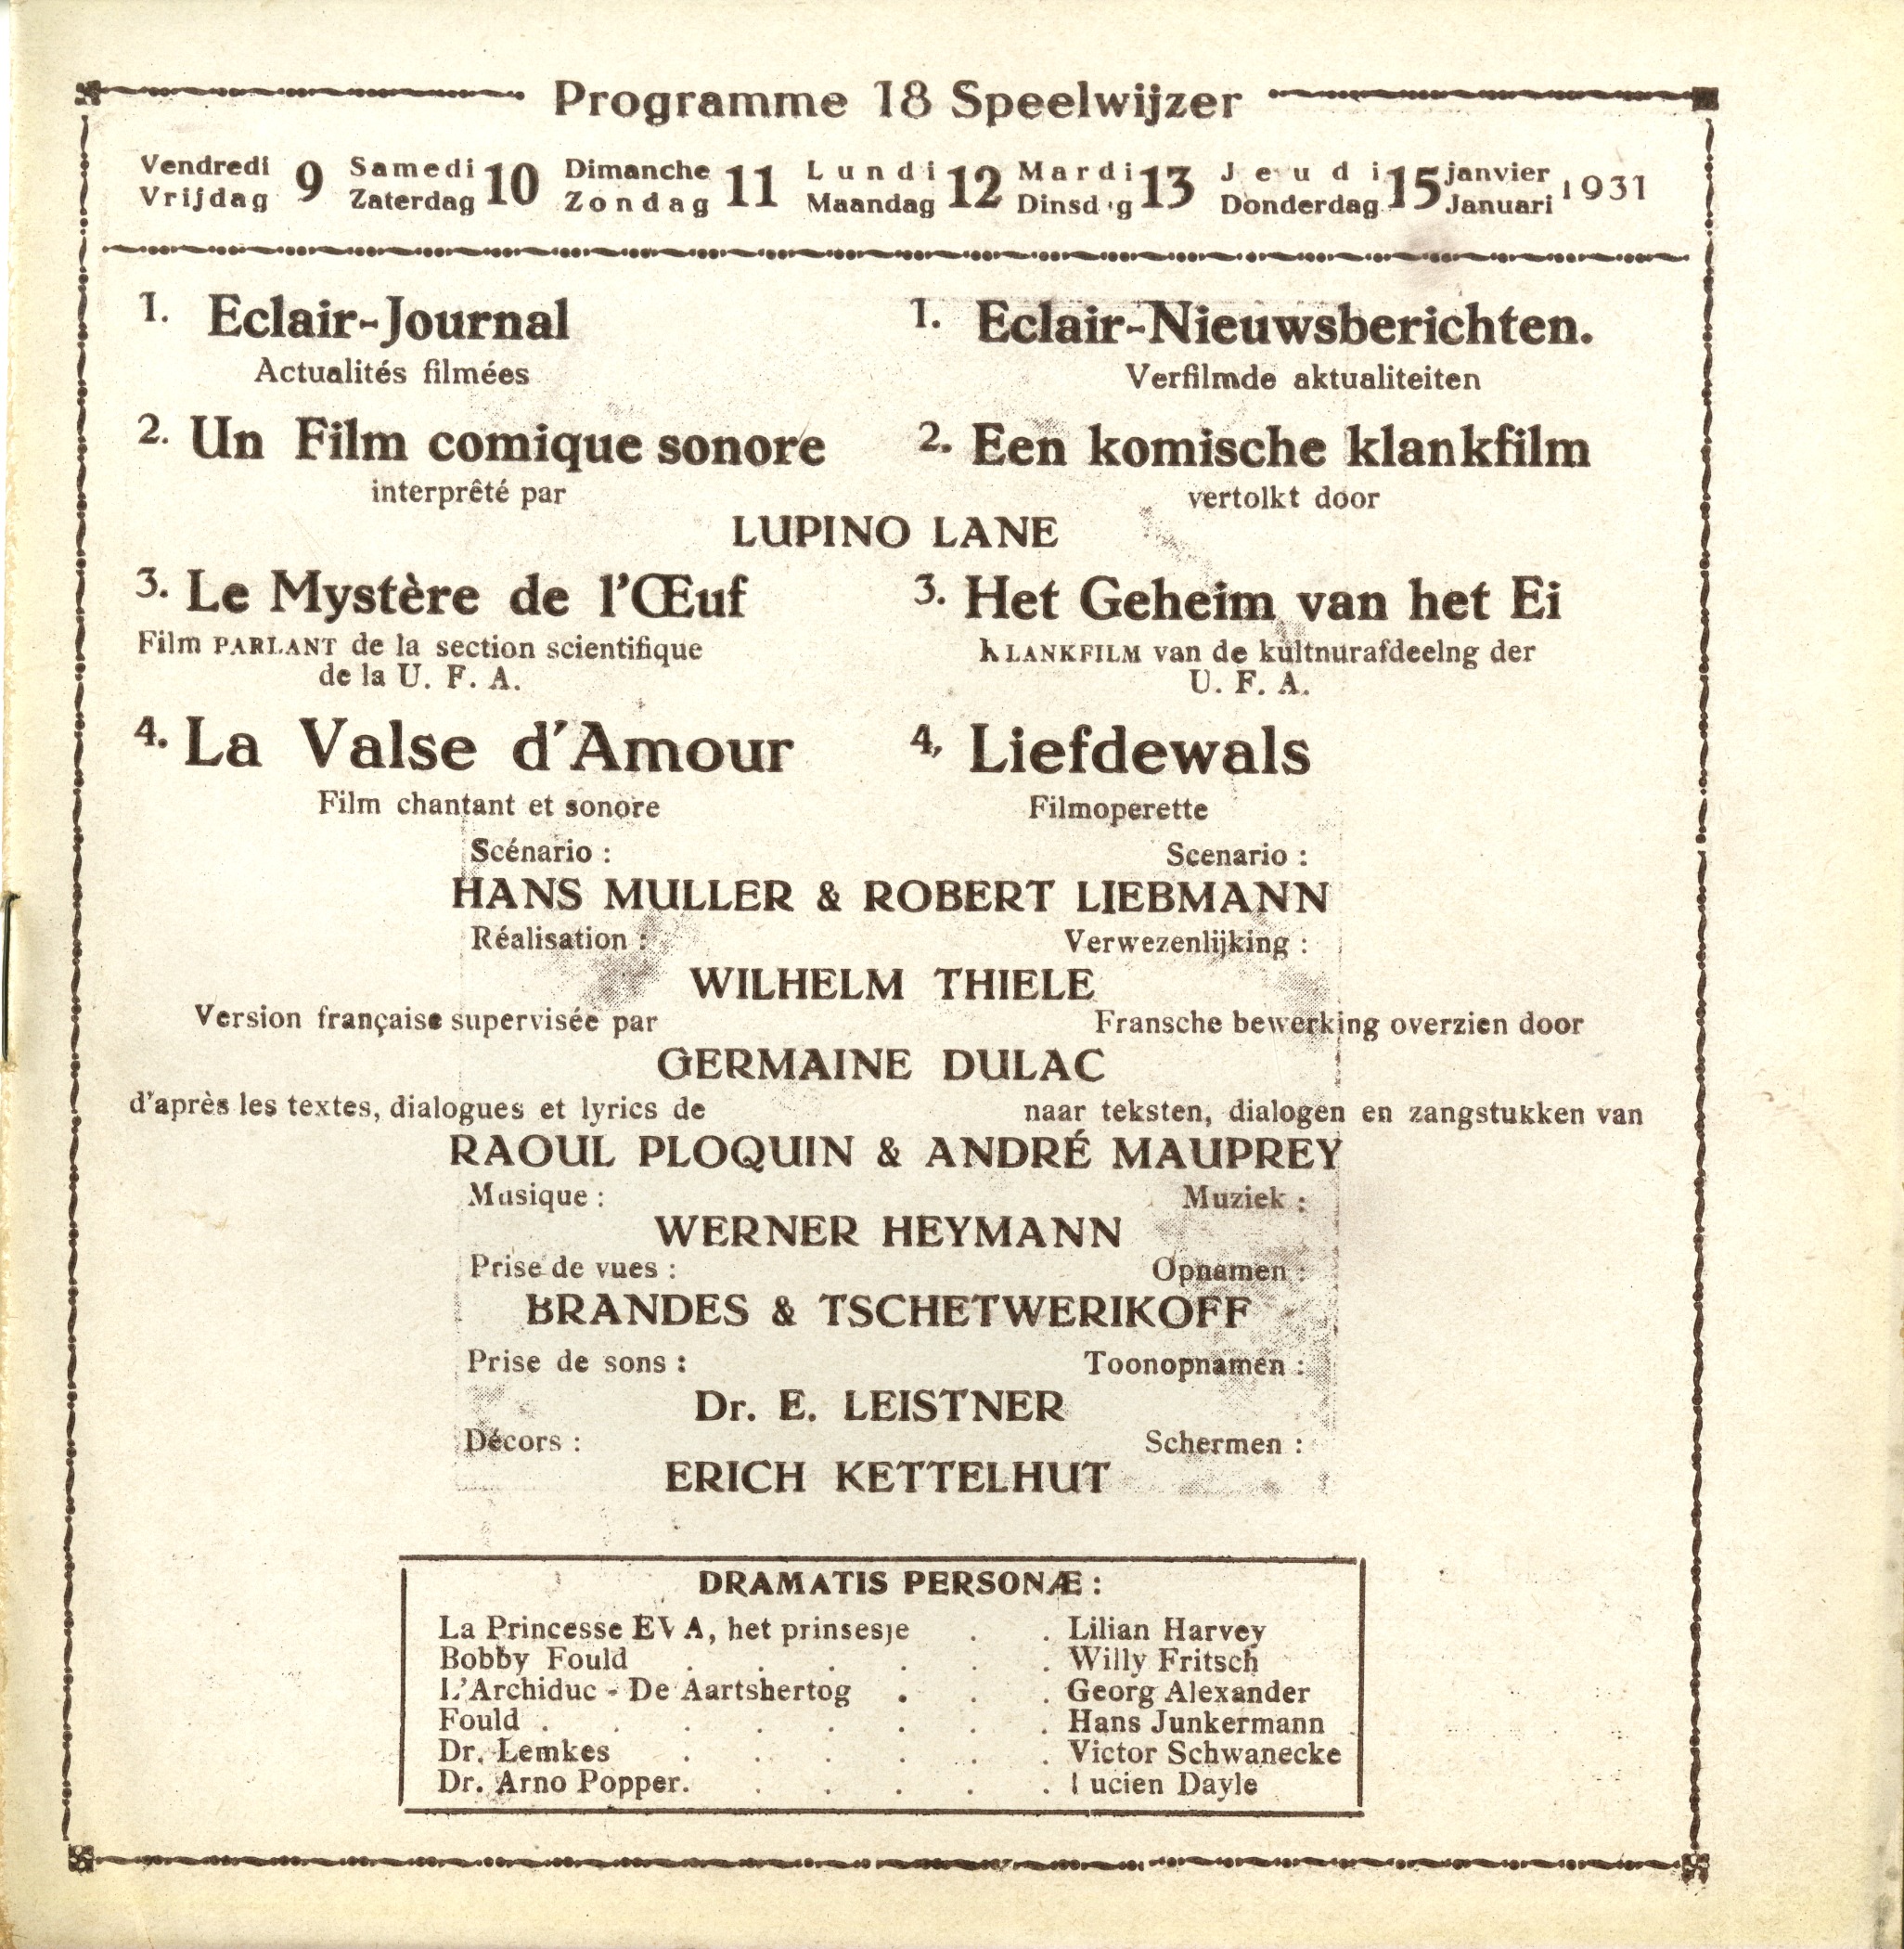 Programme 18 Speelwijzer
Vendredi 9 Samedi 10 Dimanche 11 Lundi 12 Mardi 13 Jeudi 15 janvier 1931
Vrijdag Zaterdag Zondag Maandag Dinsd g Donderdag Januari
1. Eclair-Journal
Actualités filmées
1. Eclair-Nieuwsberichten.
Verfilmde aktualiteiten
2. Un Film comique sonore
interprêté par
2. Een komische klankfilm
vertolkt door
LUPINO LANE
3. Le Mystère de l'Œuf
Film PARLANT de la section scientifique
de la U. F. A.
3. Het Geheim van het Ei
KLANKFILM van de kultnurafdeelng der
U. F. A.
4. La Valse d'Amour
Film chantant et sonore
4, Liefdewals
Filmoperette
Scénario : Scenario :
HANS MULLER & ROBERT LIEBMANN
Réalisation : Verwezenlijking :
WILHELM THIELE
Version française supervisée par Fransche bewerking overzien door
GERMAINE DULAC
d'après les textes, dialogues et lyrics de naar teksten, dialogen en zangstukken van
RAOUL PLOQUIN & ANDRÉ MAUPREY
Musique : Muziek :
WERNER HEYMANN
Prise de vues : Opnamen :
BRANDES & TSCHETWERIKOFF
Prise de sons : Toonopnamen :
Dr. E. LEISTNER
Décors : Schermen :
ERICH KETTELHUT
DRAMATIS PERSONÆ :
La Princesse EVA, het prinsesje . . Lilian Harvey
Bobby Fould . . . . . . Willy Fritsch
L'Archiduc - De Aartshertog . . . Georg Alexander
Fould . . . . . . . . Hans Junkermann
Dr. Lemkes . . . . . . Victor Schwanecke
Dr. Arno Popper. . . . . . Lucien Dayle